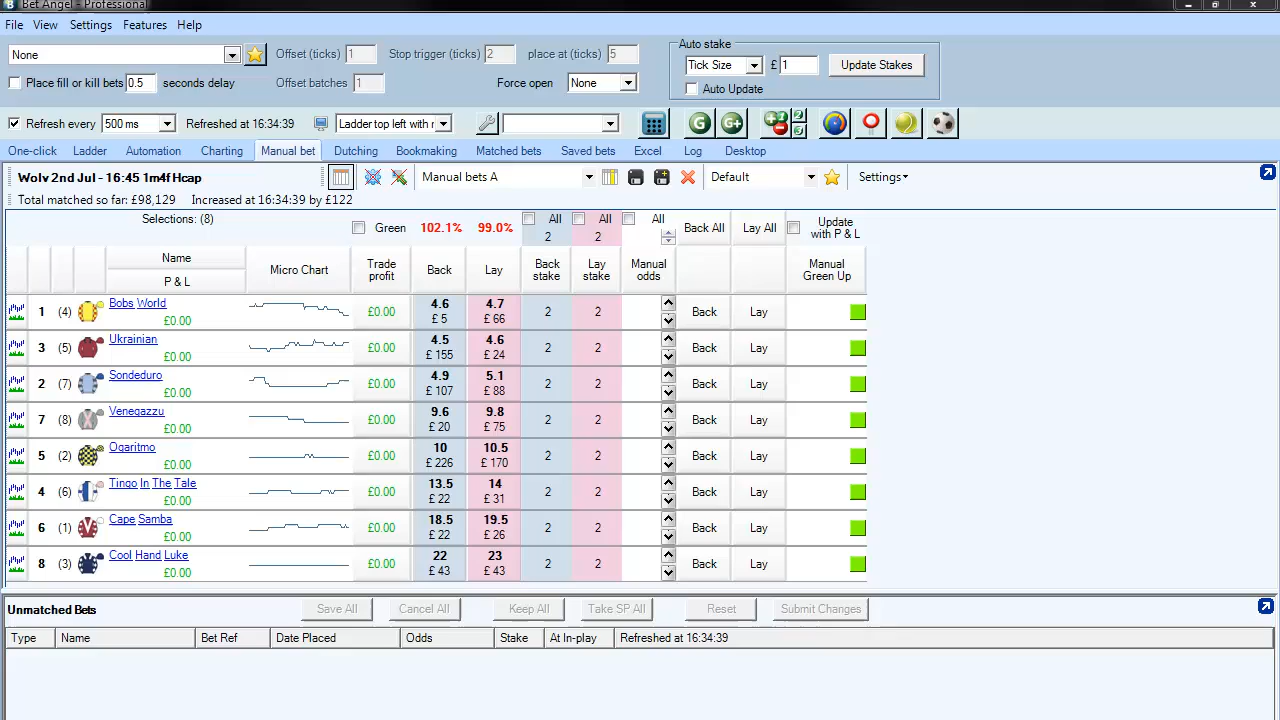 Bet Angel - Professional
File View Settings Features Help
None Offset (ticks) 1 Stop trigger (ticks) 2 place at (ticks) 5
Auto stake
Tick Size £ 1 Update Stakes
Place fill or kill bets 0.5 seconds delay Offset batches 1 Force open None Auto Update
Refresh every 500 ms Refreshed at 16:34:39 Ladder top left with r G G+
One-click Ladder Automation Charting Manual bet Dutching Bookmaking Matched bets Saved bets Excel Log Desktop
Wolv 2nd Jul - 16:45 1m4f Hcap Manual bets A Default Settings
Total matched so far: £98,129 Increased at 16:34:39 by £122
Selections: (8) Green 102.1% 99.0% All 2 All 2 All Back All Lay All Update with P & L
Name P & L Micro Chart Trade profit Back Lay Back stake Lay stake Manual odds Manual Green Up
1 (4) Bobs World £0.00 £0.00 4.6 £ 5 4.7 £ 66 2 2 Back Lay
3 (5) Ukrainian £0.00 £0.00 4.5 £ 155 4.6 £ 24 2 2 Back Lay
2 (7) Sondeduro £0.00 £0.00 4.9 £ 107 5.1 £ 88 2 2 Back Lay
7 (8) Venegazzu £0.00 £0.00 9.6 £ 20 9.8 £ 75 2 2 Back Lay
5 (2) Ogaritmo £0.00 £0.00 10 £ 226 10.5 £ 170 2 2 Back Lay
4 (6) Tingo In The Tale £0.00 £0.00 13.5 £ 22 14 £ 31 2 2 Back Lay
6 (1) Cape Samba £0.00 £0.00 18.5 £ 22 19.5 £ 26 2 2 Back Lay
8 (3) Cool Hand Luke £0.00 £0.00 22 £ 43 23 £ 43 2 2 Back Lay
Unmatched Bets Save All Cancel All Keep All Take SP All Reset Submit Changes
Type Name Bet Ref Date Placed Odds Stake At In-play Refreshed at 16:34:39